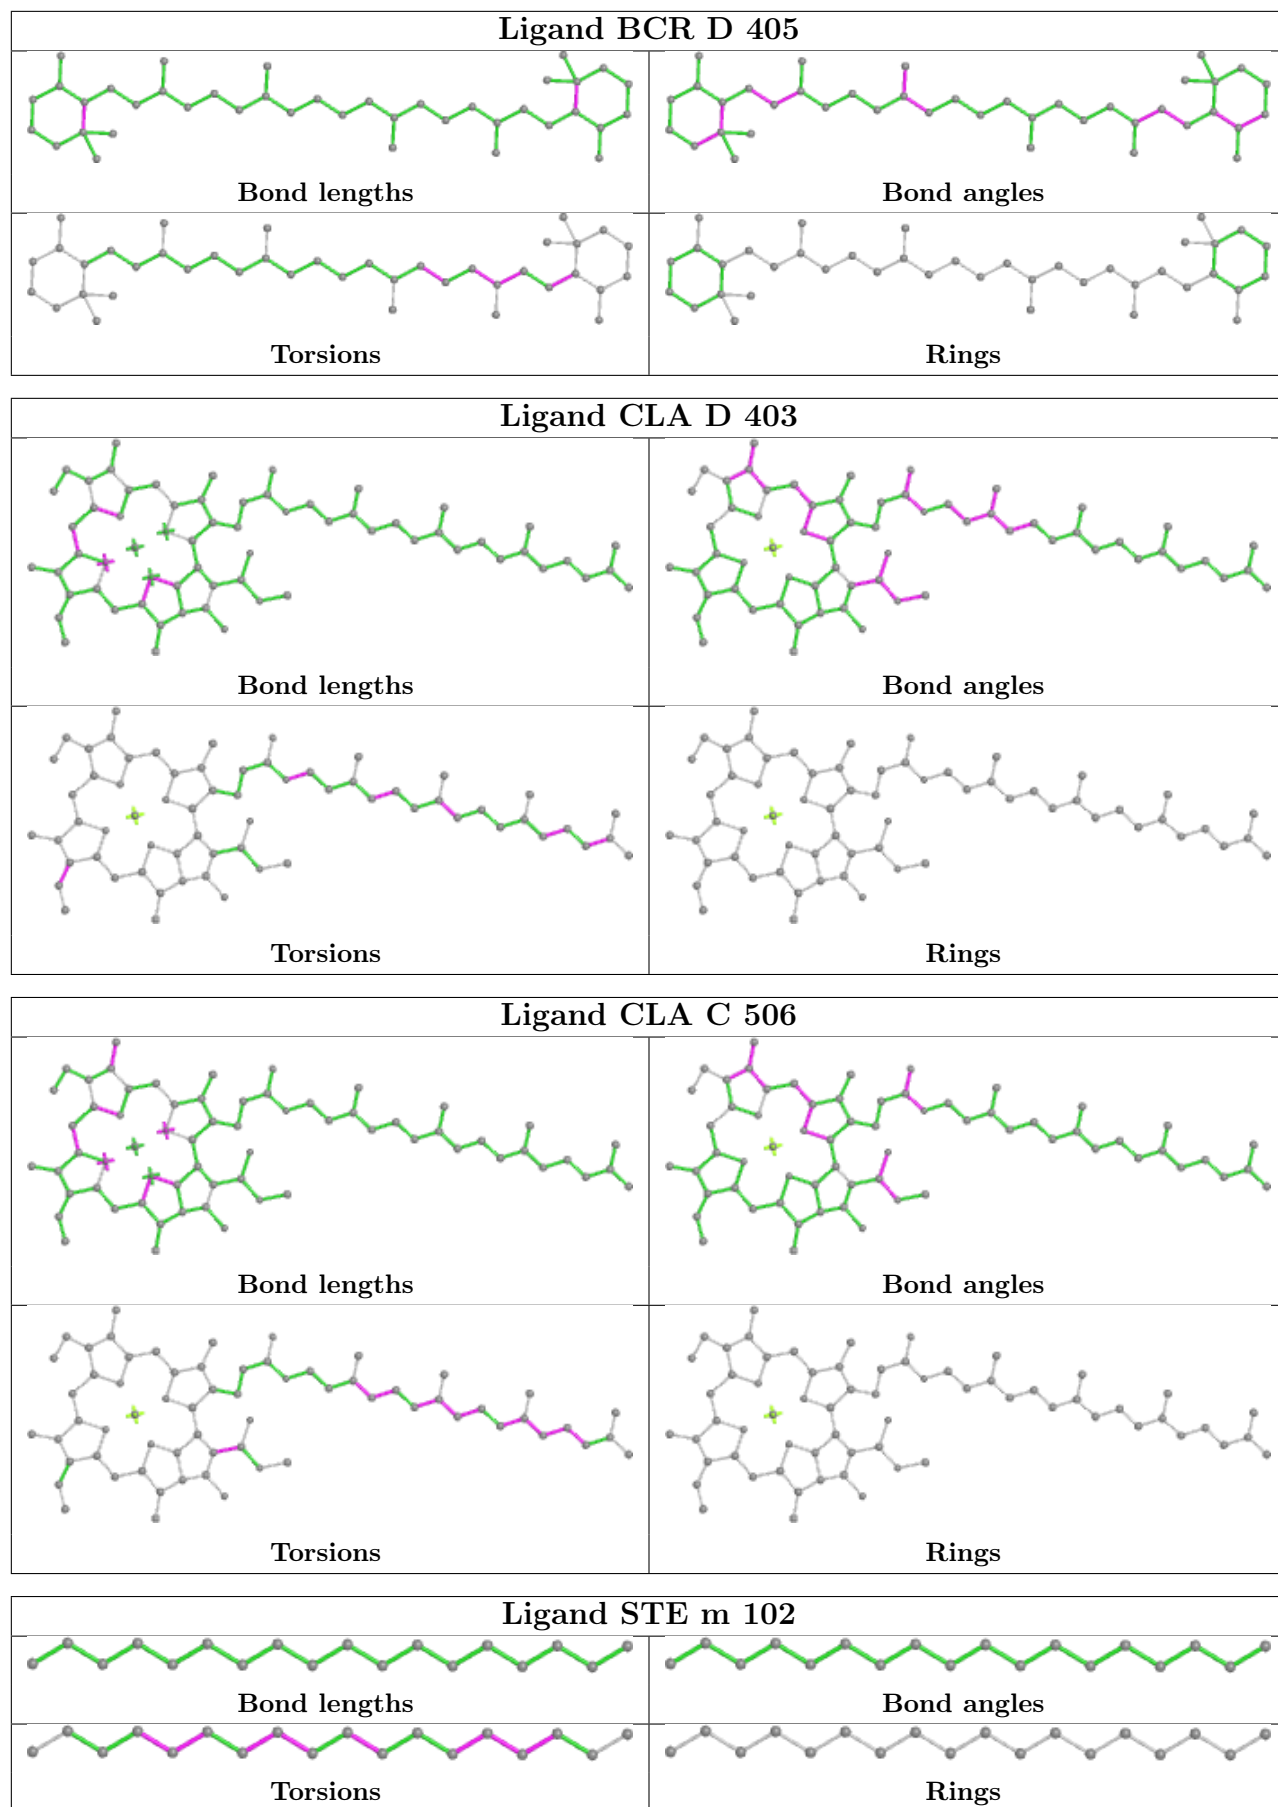 Ligand BCR D 405
Bond lengths
Bond angles
Torsions
Rings
Ligand CLA D 403
Bond lengths
Bond angles
Torsions
Rings
Ligand CLA C 506
Bond lengths
Bond angles
Torsions
Rings
Ligand STE m 102
Bond lengths
Bond angles
Torsions
Rings